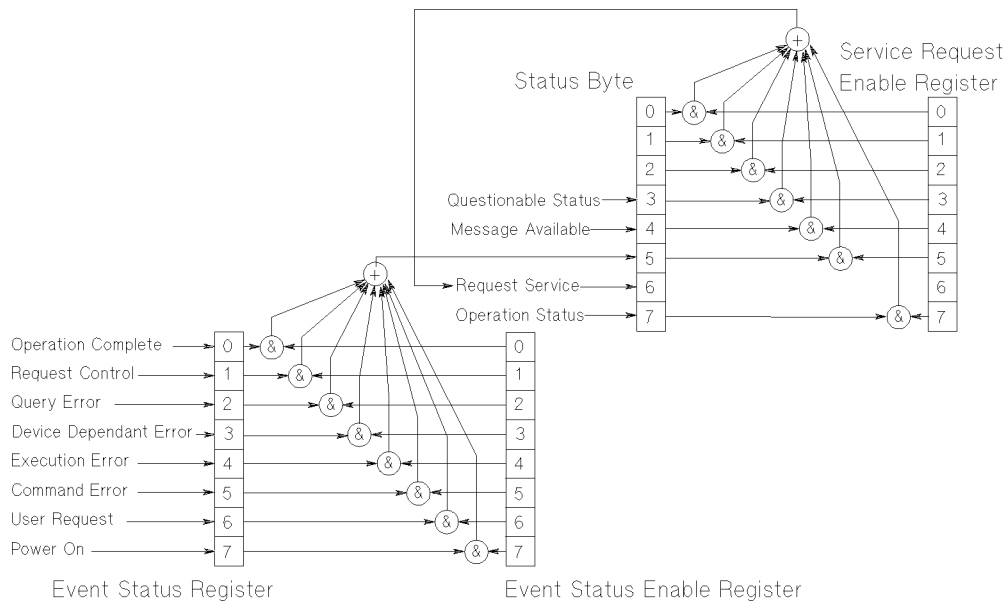 +
Service Request
Enable Register
Status Byte
0 & 0
1 & 1
2 & 2
Questionable Status 3 & 3
Message Available 4 & 4
5 & 5
+
Request Service 6 6
Operation Status 7 & 7
Operation Complete 0 & 0
Request Control 1 & 1
Query Error 2 & 2
Device Dependant Error 3 & 3
Execution Error 4 & 4
Command Error 5 & 5
User Request 6 & 6
Power On 7 & 7
Event Status Register Event Status Enable Register